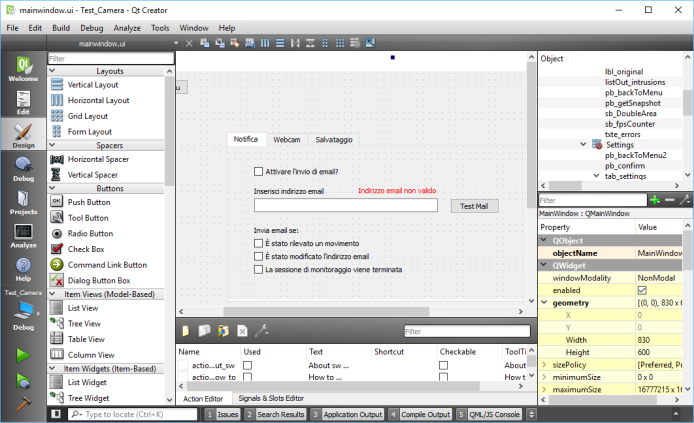 mainwindow.ui - Test_Camera - Qt Creator
File Edit Build Debug Analyze Tools Window Help
mainwindow.ui
Welcome
Edit
Design
Debug
Projects
Analyze
Help
Test_Camera
Debug
Filter
Layouts
Vertical Layout
Horizontal Layout
Grid Layout
Form Layout
Spacers
Horizontal Spacer
Vertical Spacer
Buttons
OK Push Button
Tool Button
Radio Button
Check Box
Command Link Button
Dialog Button Box
Item Views (Model-Based)
List View
Tree View
Table View
Column View
Item Widgets (Item-Based)
List Widget
Tree Widget
u
Notifica Webcam Salvataggio
Attivare l'invio di email?
Inserisci indirizzo email Indirizzo email non valido
Test Mail
Invia email se:
È stato rilevato un movimento
È stato modificato l'indirizzo email
La sessione di monitoraggio viene terminata
Filter
Name Used Text Shortcut Checkable ToolTi
actio...ut_sw About sw ... About s
actio...ow_to How to ... How to
Action Editor Signals & Slots Editor
Object
lbl_original
listOut_intrusions
pb_backToMenu
pb_getSnapshot
sb_DoubleArea
sb_fpsCounter
txte_errors
Settings
pb_backToMenu2
pb_confirm
tab_settings
Filter
MainWindow : QMainWindow
Property Value
QObject
objectName MainWindow
QWidget
windowModality NonModal
enabled
geometry [(0, 0), 830 x 6
X 0
Y 0
Width 830
Height 600
sizePolicy [Preferred, Pre
minimumSize 0 x 0
maximumSize 16777215 x 16
Type to locate (Ctrl+K)
1 Issues 2 Search Results 3 Application Output 4 Compile Output 5 QML/JS Console